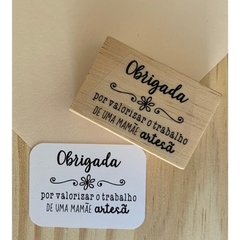 Obrigada
por valorizar o trabalho
DE UMA MAMÃE artesã
Obrigada
por valorizar o trabalho
DE UMA MAMÃE artesã